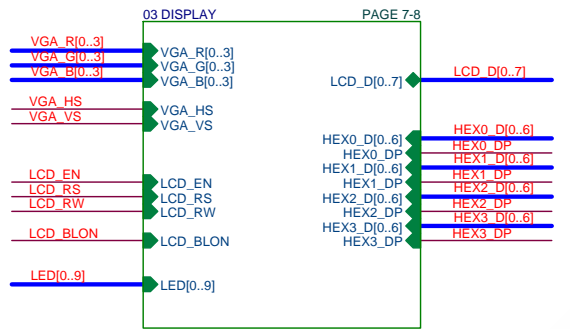 03 DISPLAY
PAGE 7-8
VGA_R[0..3]
VGA_G[0..3]
VGA_B[0..3]
VGA_HS
VGA_VS
LCD_EN
LCD_RS
LCD_RW
LCD_BLON
LED[0..9]
VGA_R[0..3]
VGA_G[0..3]
VGA_B[0..3]
VGA_HS
VGA_VS
LCD_EN
LCD_RS
LCD_RW
LCD_BLON
LED[0..9]
LCD_D[0..7]
HEX0_D[0..6]
HEX0_DP
HEX1_D[0..6]
HEX1_DP
HEX2_D[0..6]
HEX2_DP
HEX3_D[0..6]
HEX3_DP
LCD_D[0..7]
HEX0_D[0..6]
HEX0_DP
HEX1_D[0..6]
HEX1_DP
HEX2_D[0..6]
HEX2_DP
HEX3_D[0..6]
HEX3_DP